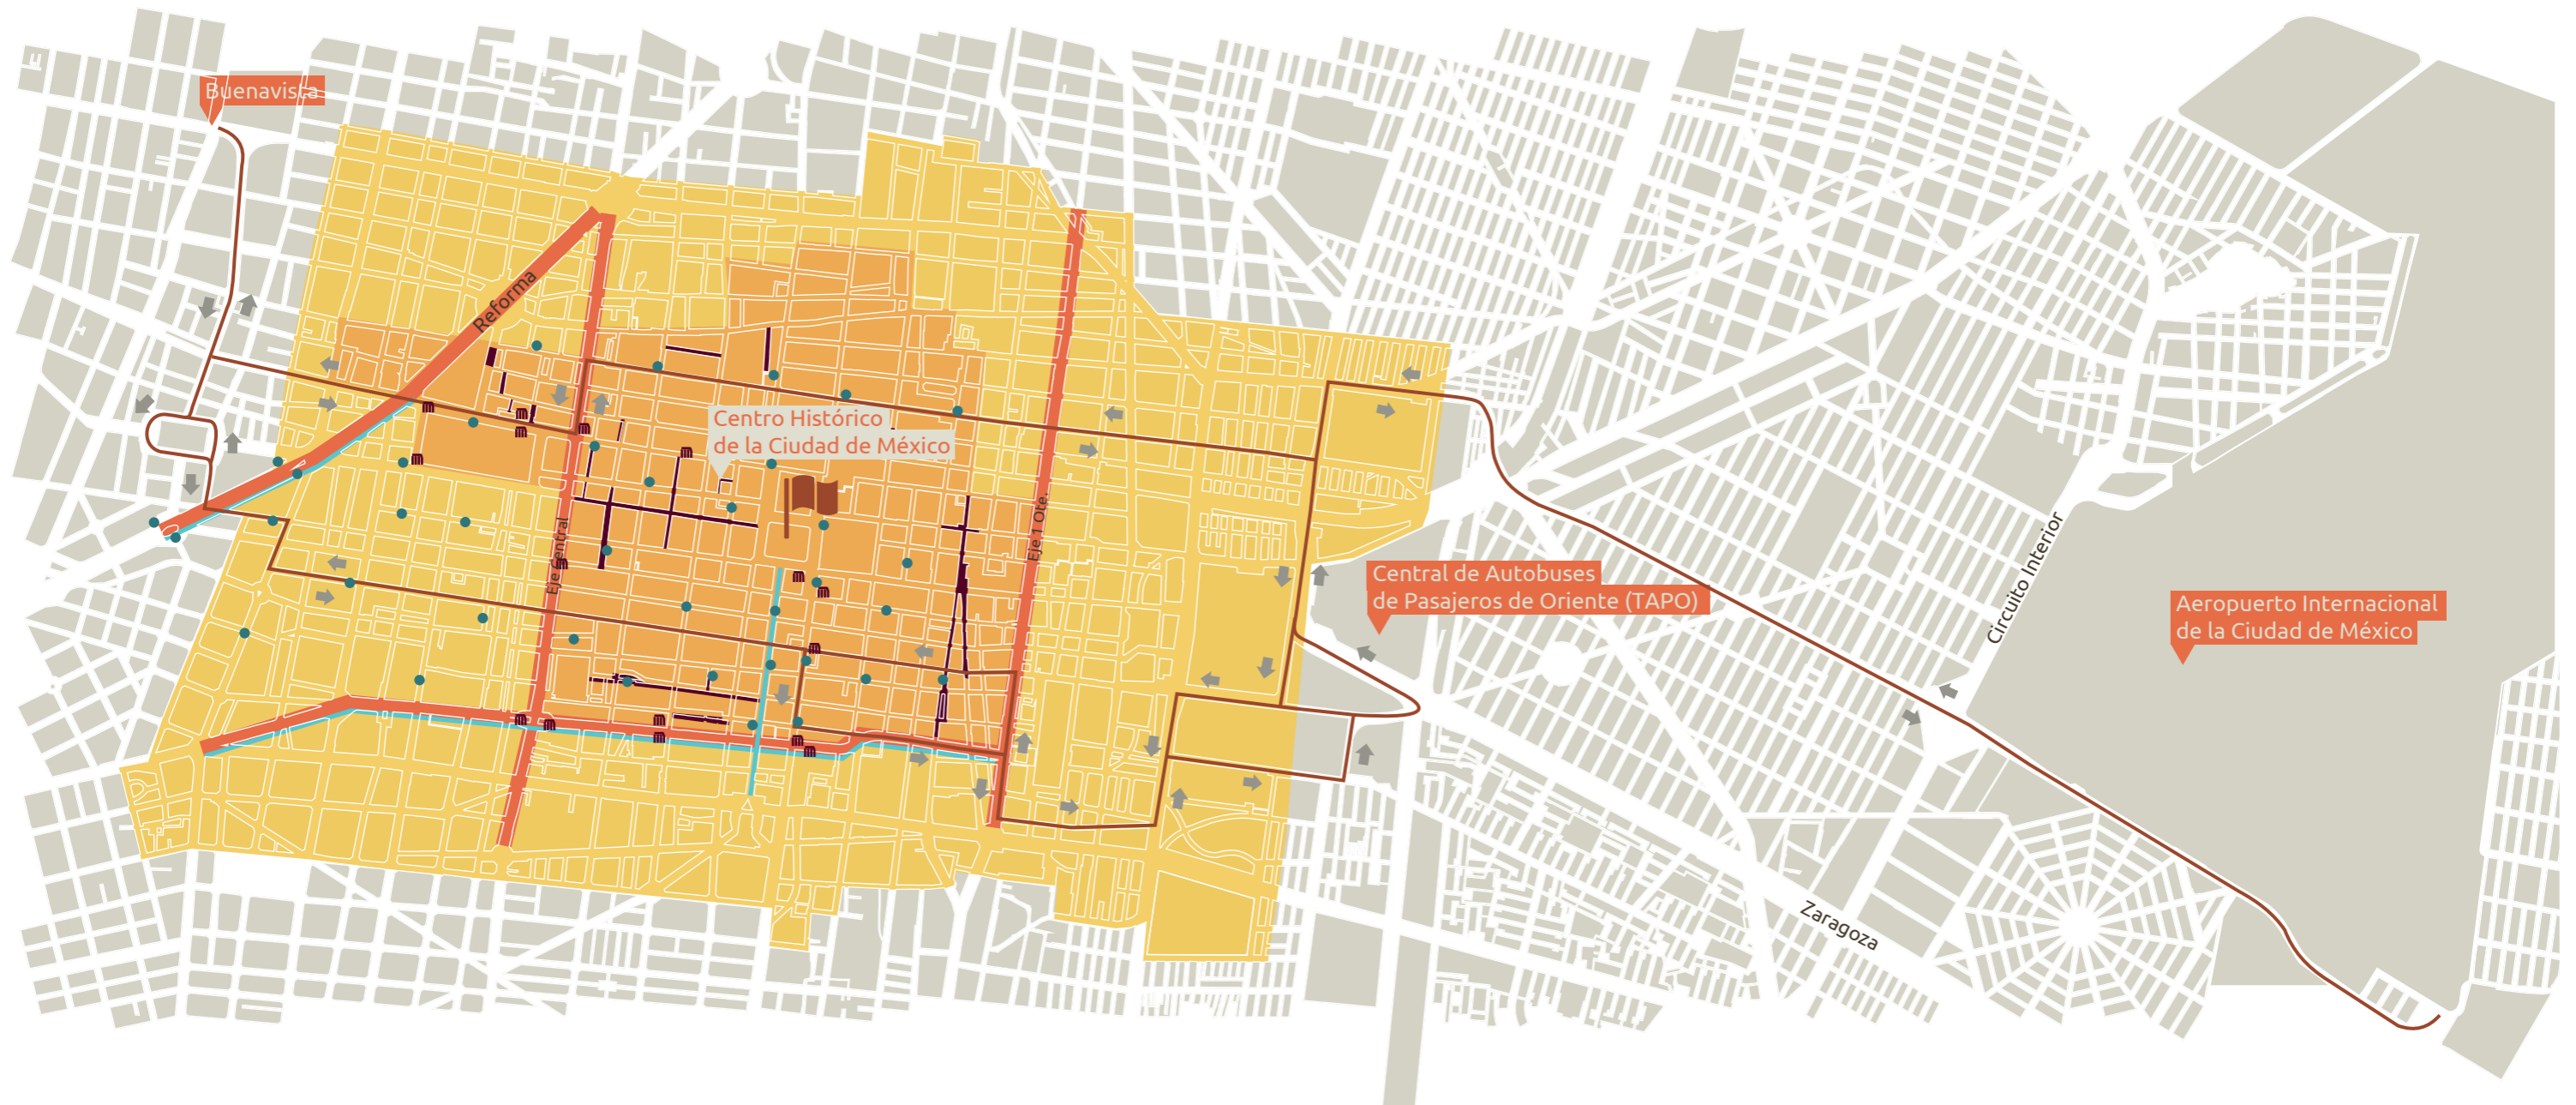 Buenavista
Reforma
Centro Histórico
de la Ciudad de México
Eje Central
Eje 1 Ote.
Central de Autobuses
de Pasajeros de Oriente (TAPO)
Circuito Interior
Aeropuerto Internacional
de la Ciudad de México
Zaragoza